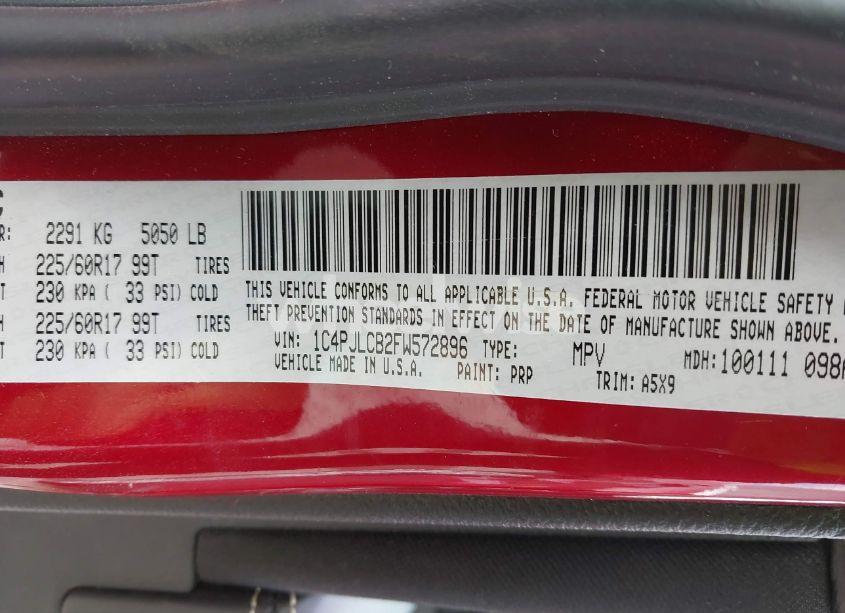 R: 2291 KG 5050 LB
H 225/60R17 99T TIRES
T 230 KPA ( 33 PSI) COLD
H 225/60R17 99T TIRES
T 230 KPA ( 33 PSI) COLD
THIS VEHICLE CONFORMS TO ALL APPLICABLE U.S.A. FEDERAL MOTOR VEHICLE SAFETY
THEFT PREVENTION STANDARDS IN EFFECT ON THE DATE OF MANUFACTURE SHOWN ABOVE.
VIN: 1C4PJLCB2FW572896 TYPE: MPV MDH: 100111 098
VEHICLE MADE IN U.S.A. PAINT: PRP TRIM: A5X9